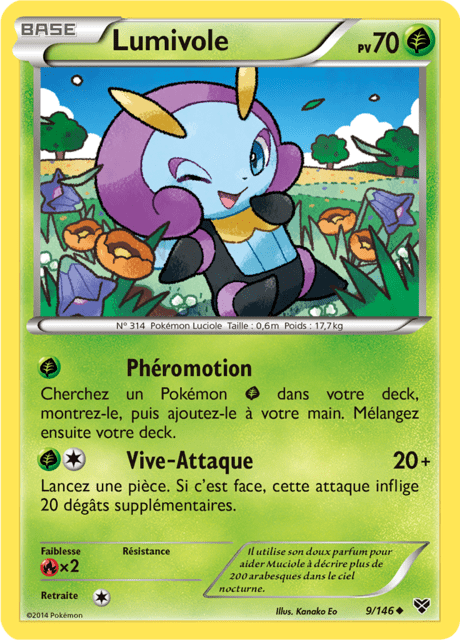 BASE
Lumivole
PV70
N° 314 Pokémon Luciole Taille : 0,6m Poids : 17,7kg
Phéromotion
Cherchez un Pokémon dans votre deck,
montrez-le, puis ajoutez-le à votre main. Mélangez
ensuite votre deck.
Vive-Attaque 20+
Lancez une pièce. Si c'est face, cette attaque inflige
20 dégâts supplémentaires.
Faiblesse Résistance
×2
Retraite
Il utilise son doux parfum pour
aider Muciole à décrire plus de
200 arabesques dans le ciel
nocturne.
©2014 Pokémon
Illus. Kanako Eo 9/146